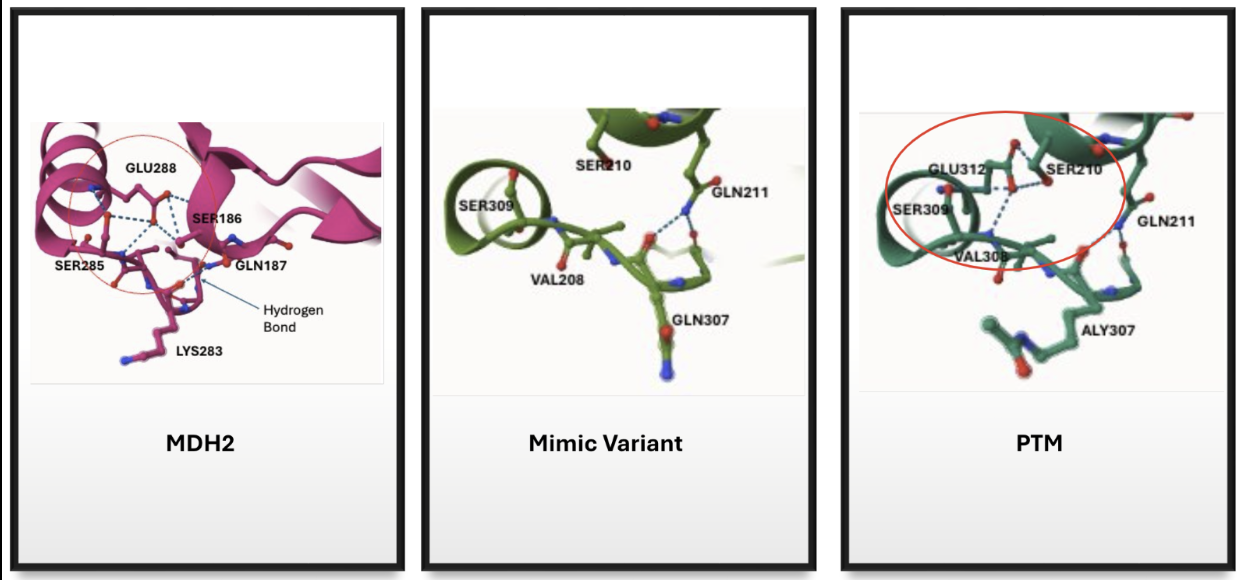 GLU288
SER186
SER285
GLN187
Hydrogen
Bond
LYS283
MDH2
SER210
GLN211
SER309
VAL208
GLN307
Mimic Variant
GLU312
SER210
SER309
GLN211
VAL308
ALY307
PTM